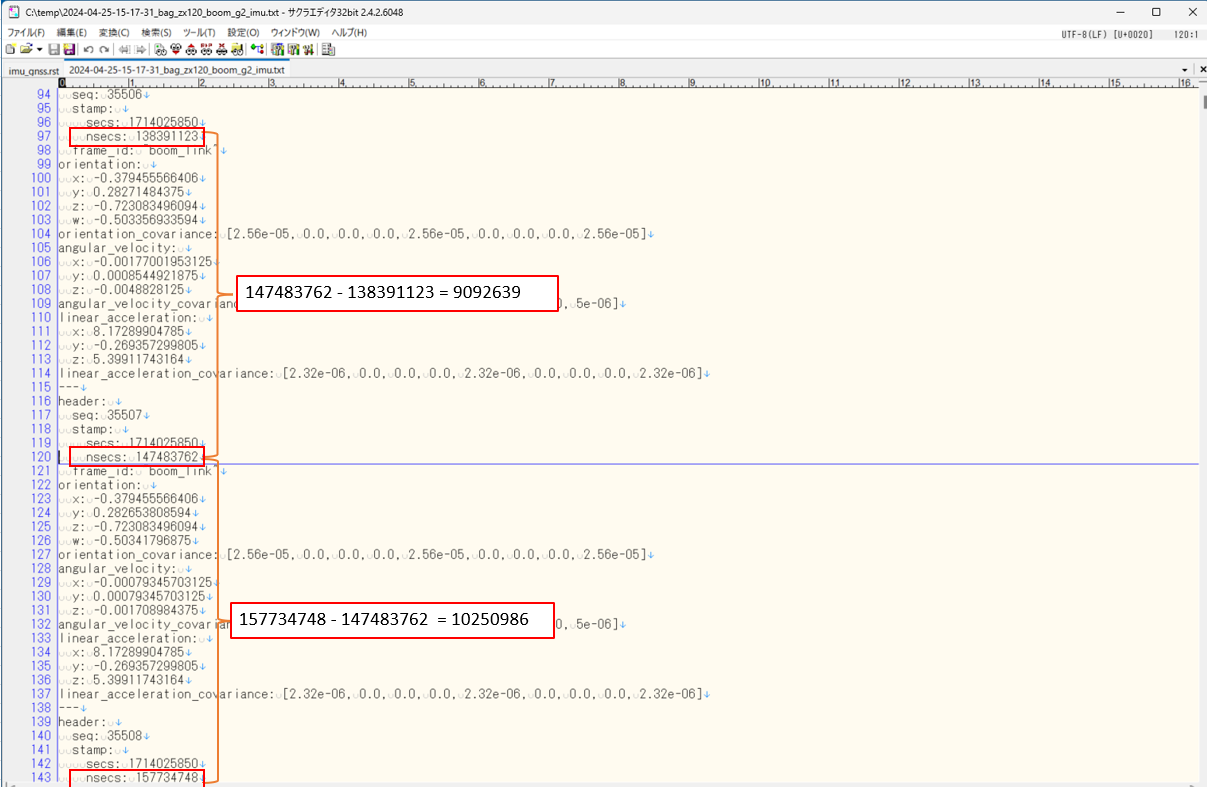 C:\temp\2024-04-25-15-17-31_bag_zx120_boom_g2_imu.txt - サクラエディタ32bit 2.4.2.6048
ファイル(F) 編集(E) 変換(C) 検索(S) ツール(T) 設定(O) ウィンドウ(W) ヘルプ(H)
UTF-8(LF) [U+0020] 120:1
imu_gnss.rst 2024-04-25-15-17-31_bag_zx120_boom_g2_imu.txt
0 1 2 3 4 5 6 7 8 9 10 11 12 13 14 15 16
94 seq: 35506
95 stamp:
96 secs: 1714025850
97 nsecs: 138391123
98 frame_id: "boom_link"
99 orientation:
100 x: -0.379455566406
101 y: 0.28271484375
102 z: -0.723083496094
103 w: -0.503356933594
104 orientation_covariance: [2.56e-05, 0.0, 0.0, 0.0, 2.56e-05, 0.0, 0.0, 0.0, 2.56e-05]
105 angular_velocity:
106 x: -0.00177001953125
107 y: 0.0008544921875
108 z: -0.0048828125
147483762 - 138391123 = 9092639
109 angular_velocity_covarianc 0, 5e-06]
110 linear_acceleration:
111 x: 8.17289904785
112 y: -0.269357299805
113 z: 5.39911743164
114 linear_acceleration_covariance: [2.32e-06, 0.0, 0.0, 0.0, 2.32e-06, 0.0, 0.0, 0.0, 2.32e-06]
115 ---
116 header:
117 seq: 35507
118 stamp:
119 secs: 1714025850
120 nsecs: 147483762
121 frame_id: "boom_link"
122 orientation:
123 x: -0.379455566406
124 y: 0.282653808594
125 z: -0.723083496094
126 w: -0.50341796875
127 orientation_covariance: [2.56e-05, 0.0, 0.0, 0.0, 2.56e-05, 0.0, 0.0, 0.0, 2.56e-05]
128 angular_velocity:
129 x: -0.00079345703125
130 y: 0.00079345703125
131 z: -0.001708984375
157734748 - 147483762 = 10250986
132 angular_velocity_covaria 0, 5e-06]
133 linear_acceleration:
134 x: 8.17289904785
135 y: -0.269357299805
136 z: 5.39911743164
137 linear_acceleration_covariance: [2.32e-06, 0.0, 0.0, 0.0, 2.32e-06, 0.0, 0.0, 0.0, 2.32e-06]
138 ---
139 header:
140 seq: 35508
141 stamp:
142 secs: 1714025850
143 nsecs: 157734748